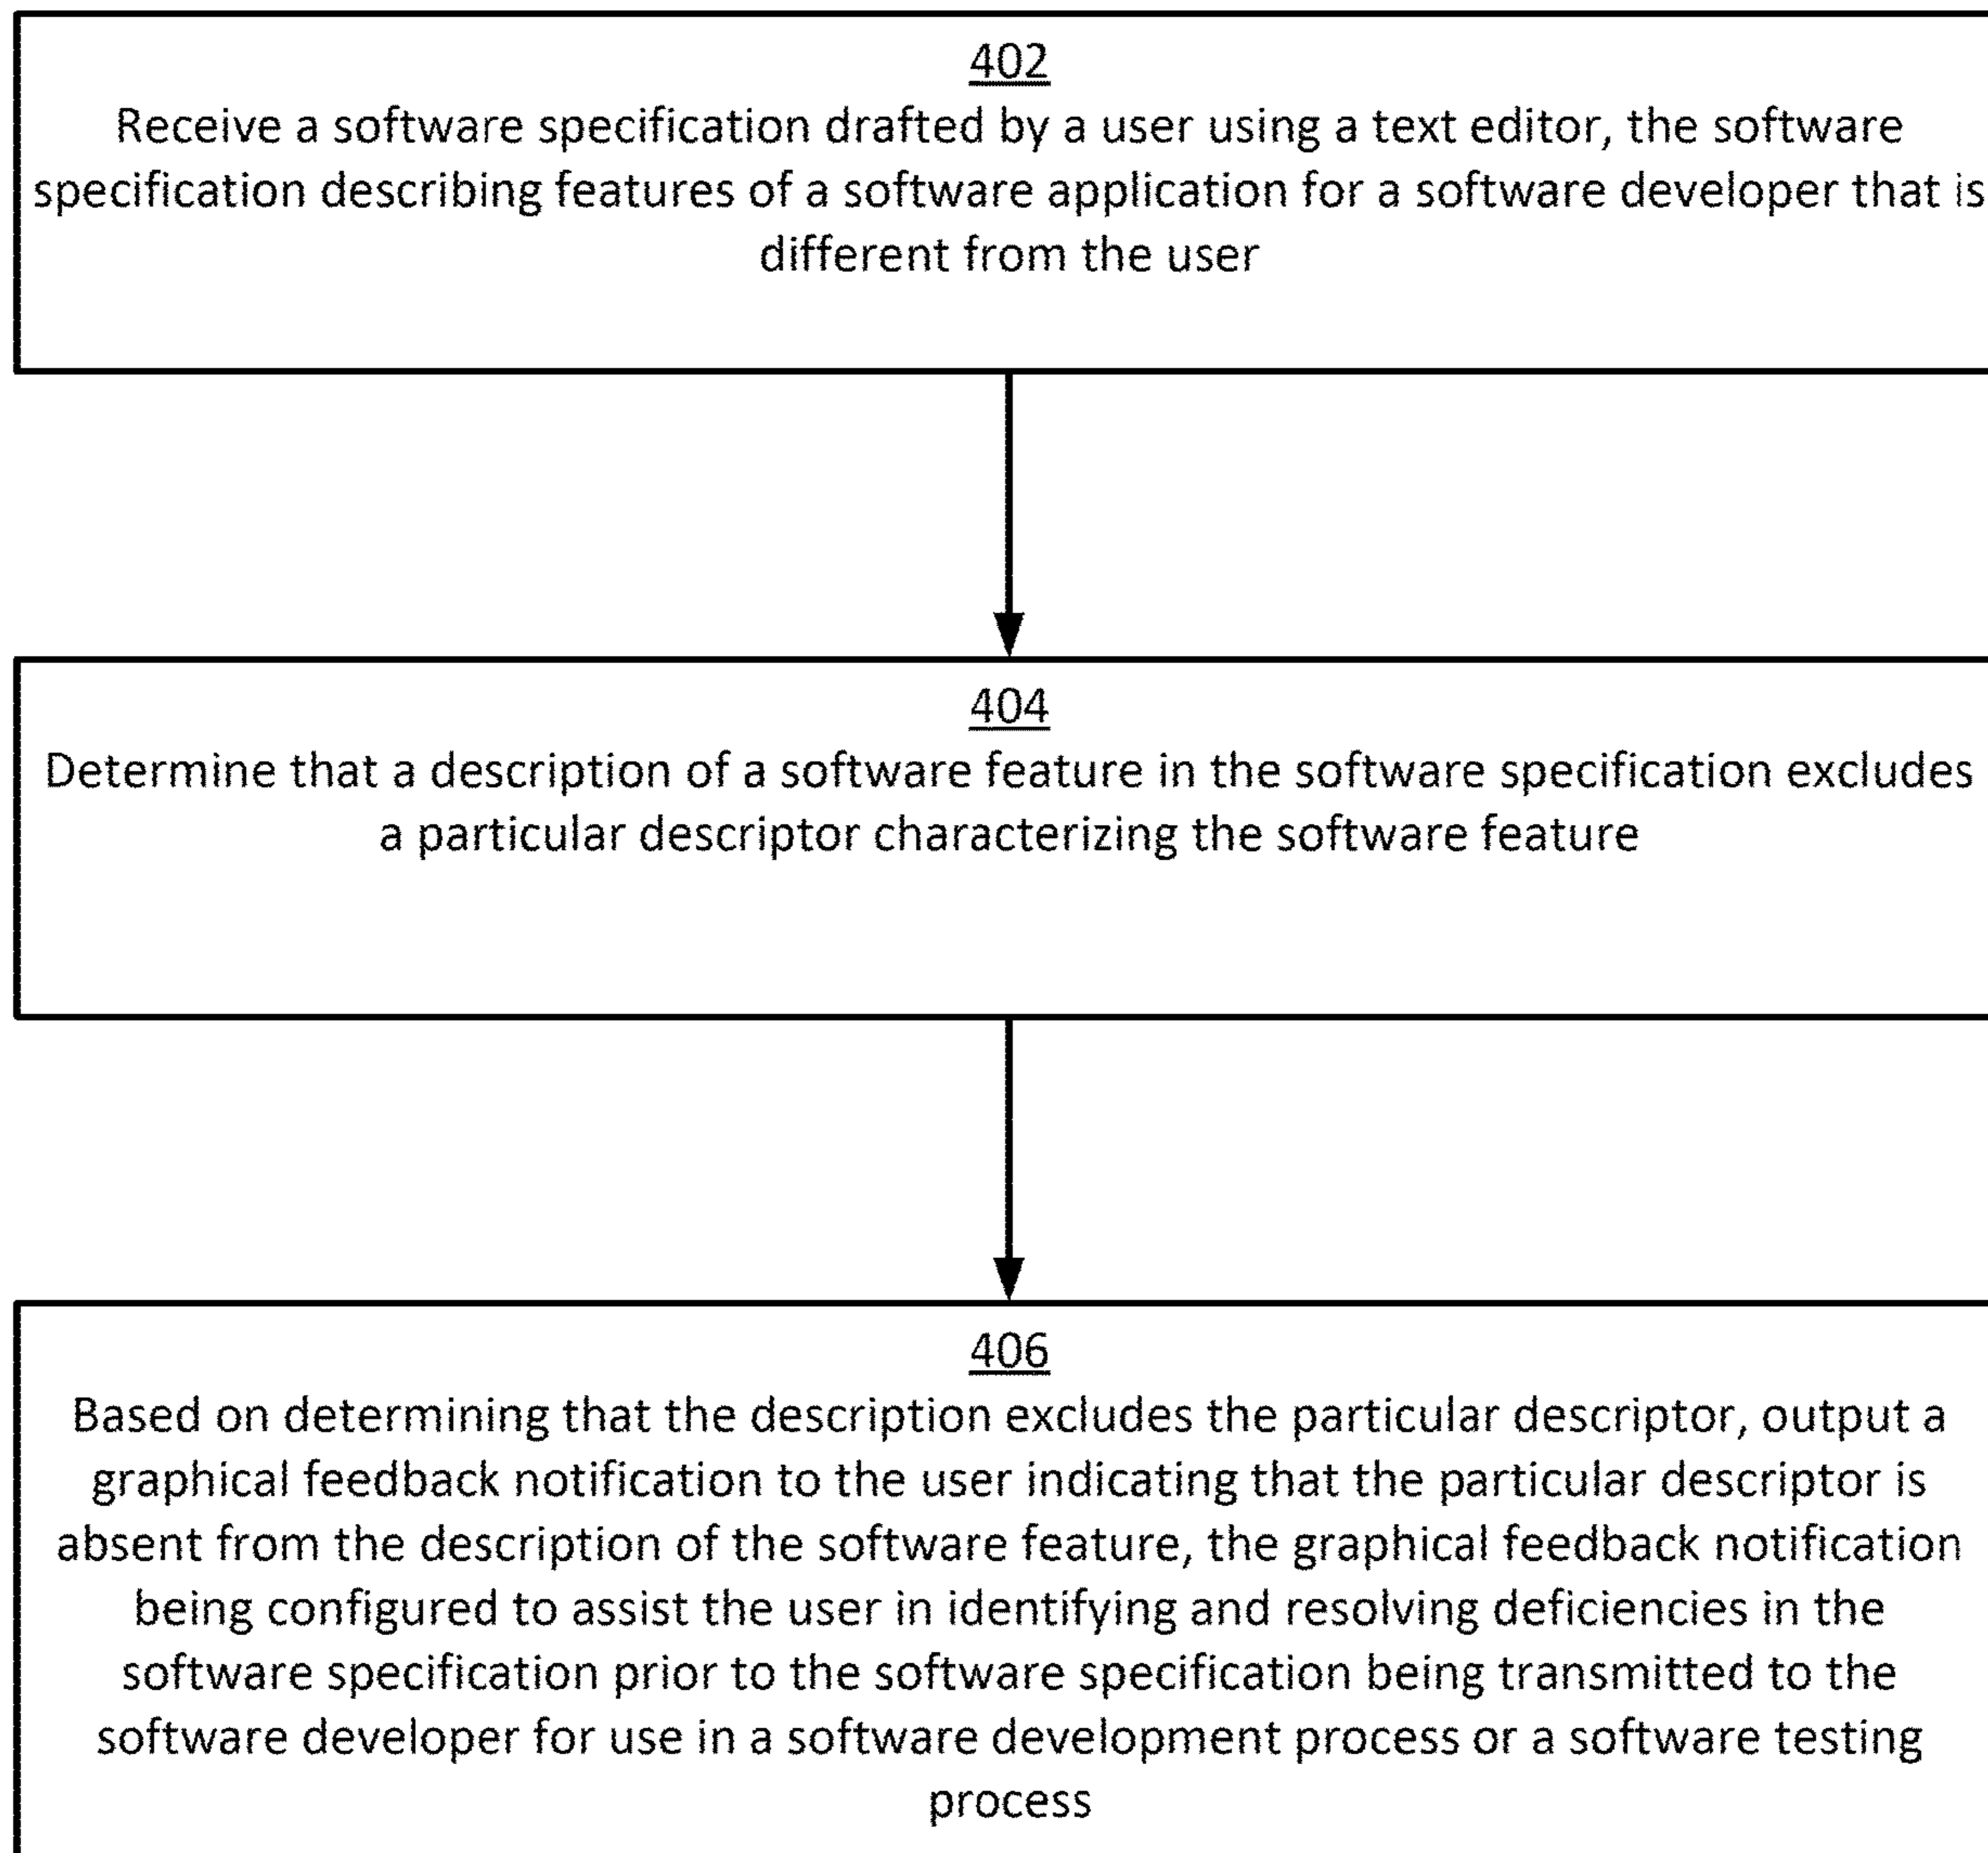 402
Receive a software specification drafted by a user using a text editor, the software
specification describing features of a software application for a software developer that is
different from the user
404
Determine that a description of a software feature in the software specification excludes
a particular descriptor characterizing the software feature
406
Based on determining that the description excludes the particular descriptor, output a
graphical feedback notification to the user indicating that the particular descriptor is
absent from the description of the software feature, the graphical feedback notification
being configured to assist the user in identifying and resolving deficiencies in the
software specification prior to the software specification being transmitted to the
software developer for use in a software development process or a software testing
process